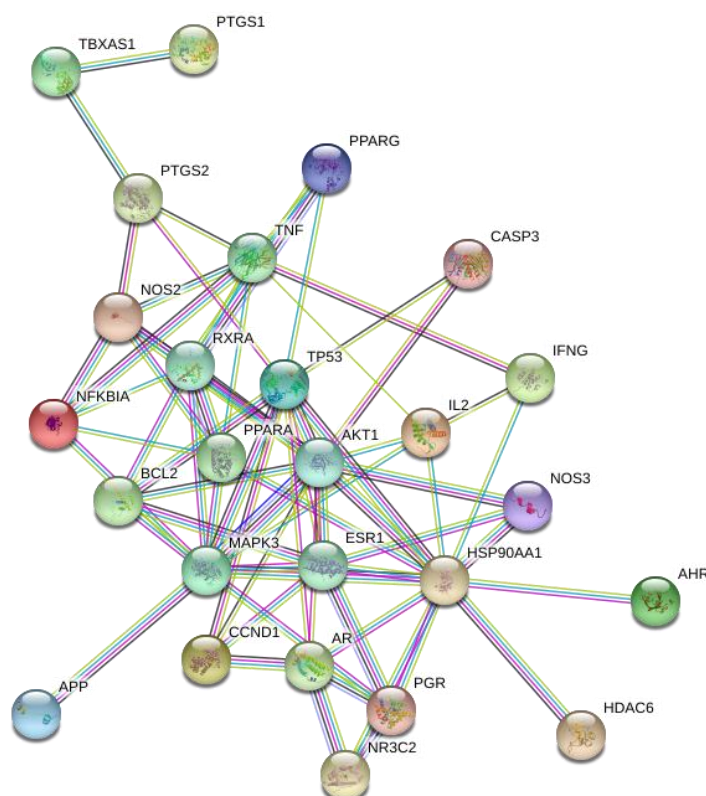 PTGS1
TBXAS1
PPARG
PTGS2
TNF
CASP3
NOS2
RXRA
TP53
IFNG
NFKBIA
IL2
PPARA
AKT1
BCL2
NOS3
MAPK3
ESR1
HSP90AA1
AHR
CCND1
AR
APP
PGR
HDAC6
NR3C2